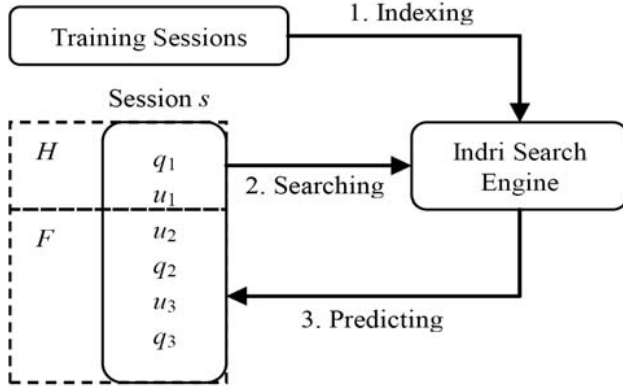 Training Sessions
1. Indexing
Session s
H
q1
u1
F
u2
q2
u3
q3
2. Searching
Indri Search
Engine
3. Predicting